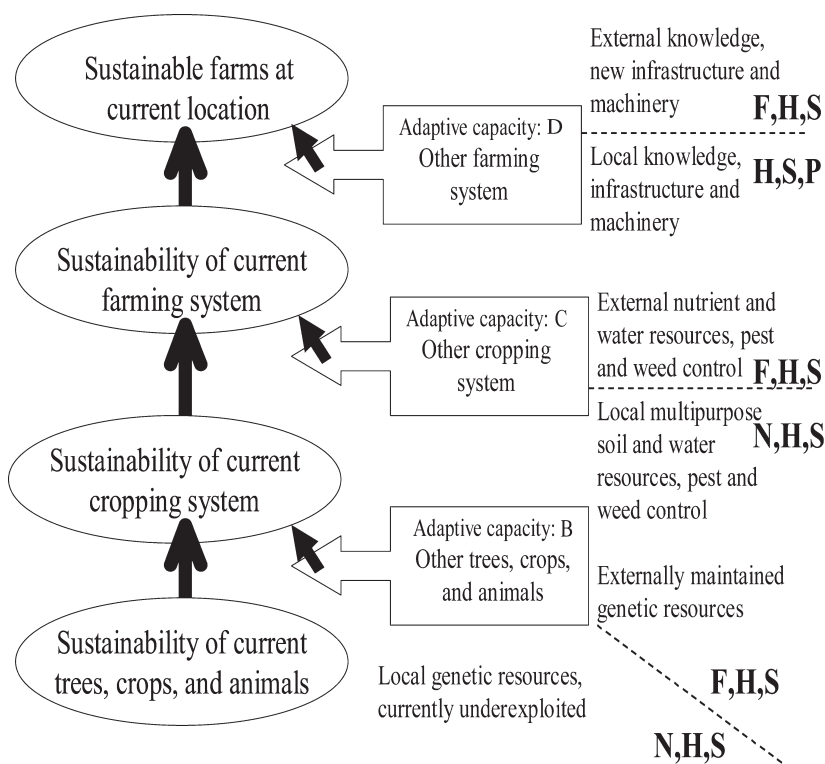 Sustainable farms at
current location
Adaptive capacity: D
Other farming
system
External knowledge,
new infrastructure and
machinery
F,H,S
Local knowledge,
infrastructure and
machinery
H,S,P
Sustainability of current
farming system
Adaptive capacity: C
Other cropping
system
External nutrient and
water resources, pest
and weed control
F,H,S
Local multipurpose
soil and water
resources, pest and
weed control
N,H,S
Sustainability of current
cropping system
Adaptive capacity: B
Other trees, crops,
and animals
Externally maintained
genetic resources
F,H,S
Sustainability of current
trees, crops, and animals
Local genetic resources,
currently underexploited
N,H,S